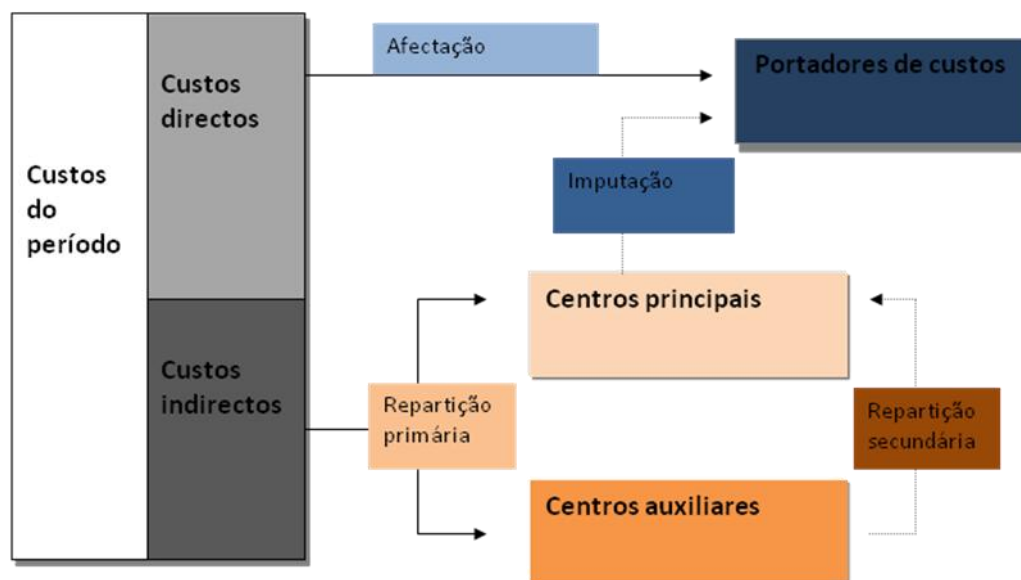 Custos
do
período
Custos
directos
Custos
indirectos
Afectação
Portadores de custos
Imputação
Centros principais
Repartição
primária
Repartição
secundária
Centros auxiliares